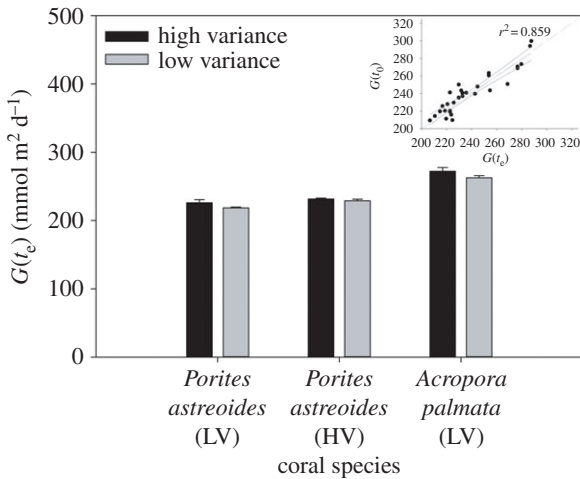 500
400
300
200
100
0
G(tₑ) (mmol m² d⁻¹)
high variance
low variance
r² = 0.859
320
300
280
260
240
220
200
G(t₀)
200 220 240 260 280 300 320
G(tₑ)
Porites Porites Acropora
astreoides astreoides palmata
(LV) (HV) (LV)
coral species